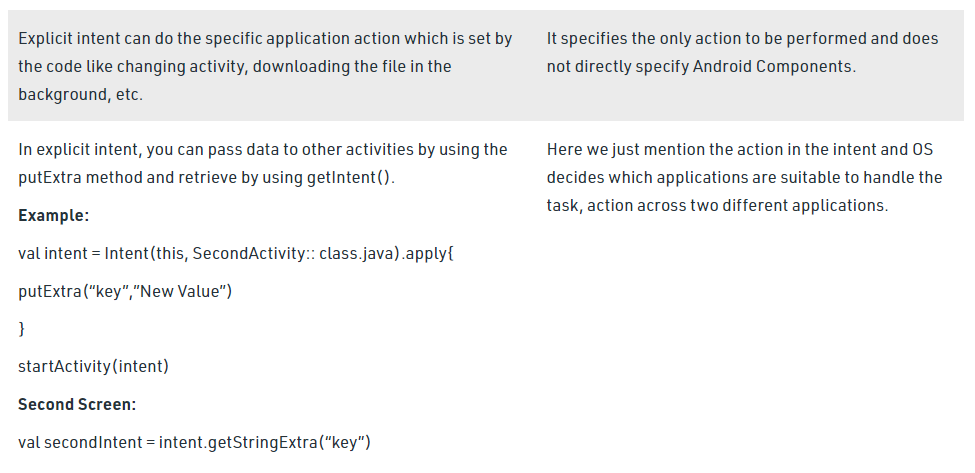 Explicit intent can do the specific application action which is set by
the code like changing activity, downloading the file in the
background, etc.
It specifies the only action to be performed and does
not directly specify Android Components.
In explicit intent, you can pass data to other activities by using the
putExtra method and retrieve by using getIntent().
Example:
val intent = Intent(this, SecondActivity:: class.java).apply{
putExtra(“key”,”New Value”)
}
startActivity(intent)
Second Screen:
val secondIntent = intent.getStringExtra(“key”)
Here we just mention the action in the intent and OS
decides which applications are suitable to handle the
task, action across two different applications.